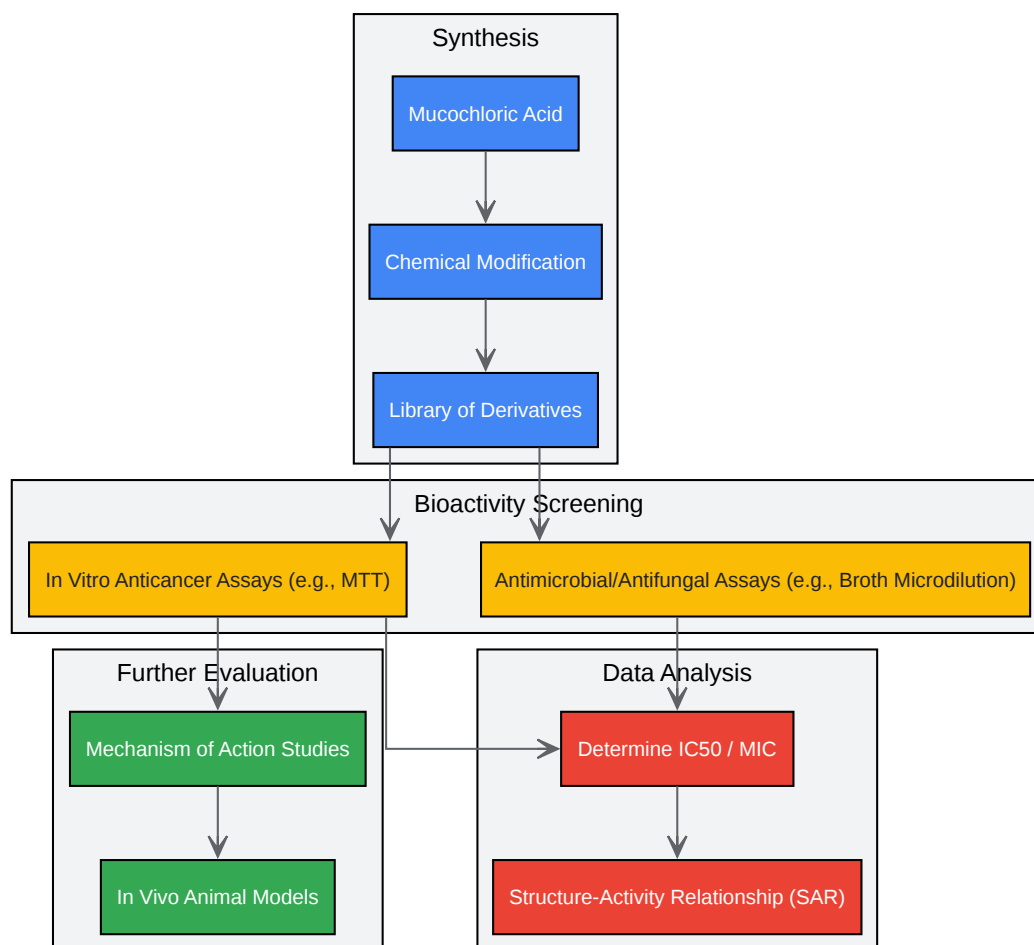 Synthesis
Mucochloric Acid
Chemical Modification
Library of Derivatives
Bioactivity Screening
In Vitro Anticancer Assays (e.g., MTT)
Antimicrobial/Antifungal Assays (e.g., Broth Microdilution)
Further Evaluation
Mechanism of Action Studies
In Vivo Animal Models
Data Analysis
Determine IC50 / MIC
Structure-Activity Relationship (SAR)